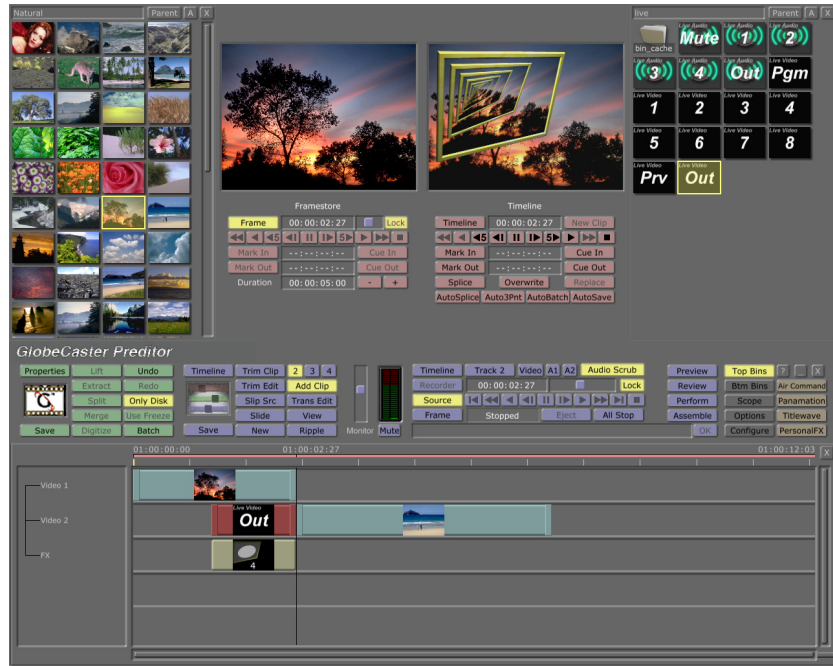 Natural Parent A X
live Parent A X
bin_cache
Live Audio Mute
Live Audio 1
Live Audio 2
Live Audio 3
Live Audio 4
Live Audio Out
Live Video Pgm
Live Video 1
Live Video 2
Live Video 3
Live Video 4
Live Video 5
Live Video 6
Live Video 7
Live Video 8
Live Video Prv
Live Video Out
Framestore
Frame 00:00:02:27 Lock
5 5
Mark In --:--:--:-- Cue In
Mark Out --:--:--:-- Cue Out
Duration 00:00:05:00 - +
Timeline
Timeline 00:00:02:27 New Clip
5 5
Mark In --:--:--:-- Cue In
Mark Out --:--:--:-- Cue Out
Splice Overwrite Replace
AutoSplice Auto3Pnt AutoBatch AutoSave
GlobeCaster Preditor
Properties Lift Undo
Extract Redo
Split Only Disk
Merge Use Freeze
Save Digitize Batch
Timeline Trim Clip 2 3 4
Trim Edit Add Clip
Slip Src Trans Edit
Slide View
Save New Ripple
Monitor Mute
Timeline Track 2 Video A1 A2 Audio Scrub
Recorder 00:00:02:27 Lock
Source
Frame Stopped Eject All Stop
OK
Preview Top Bins ? _ X
Review Btm Bins Air Command
Perform Scope Panamation
Assemble Options Titlewave
Configure PersonalFX
01:00:00:00 01:00:02:27 01:00:12:03 X
Video 1
Video 2
Live Video Out
FX
4